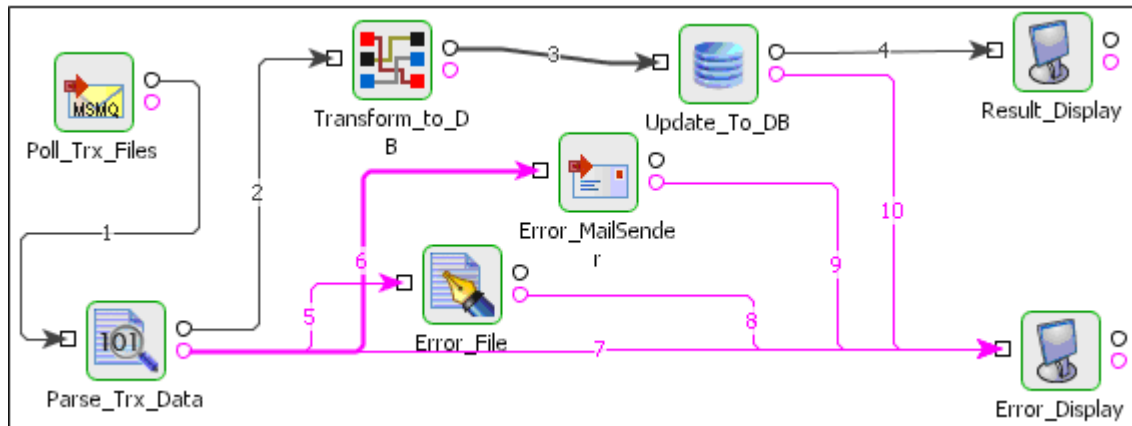 MSMQ
Poll_Trx_Files
1
2
Transform_to_D
B
3
Update_To_DB
4
Result_Display
Error_MailSende
r
6
9
10
5
Error_File
8
7
101
Parse_Trx_Data
Error_Display